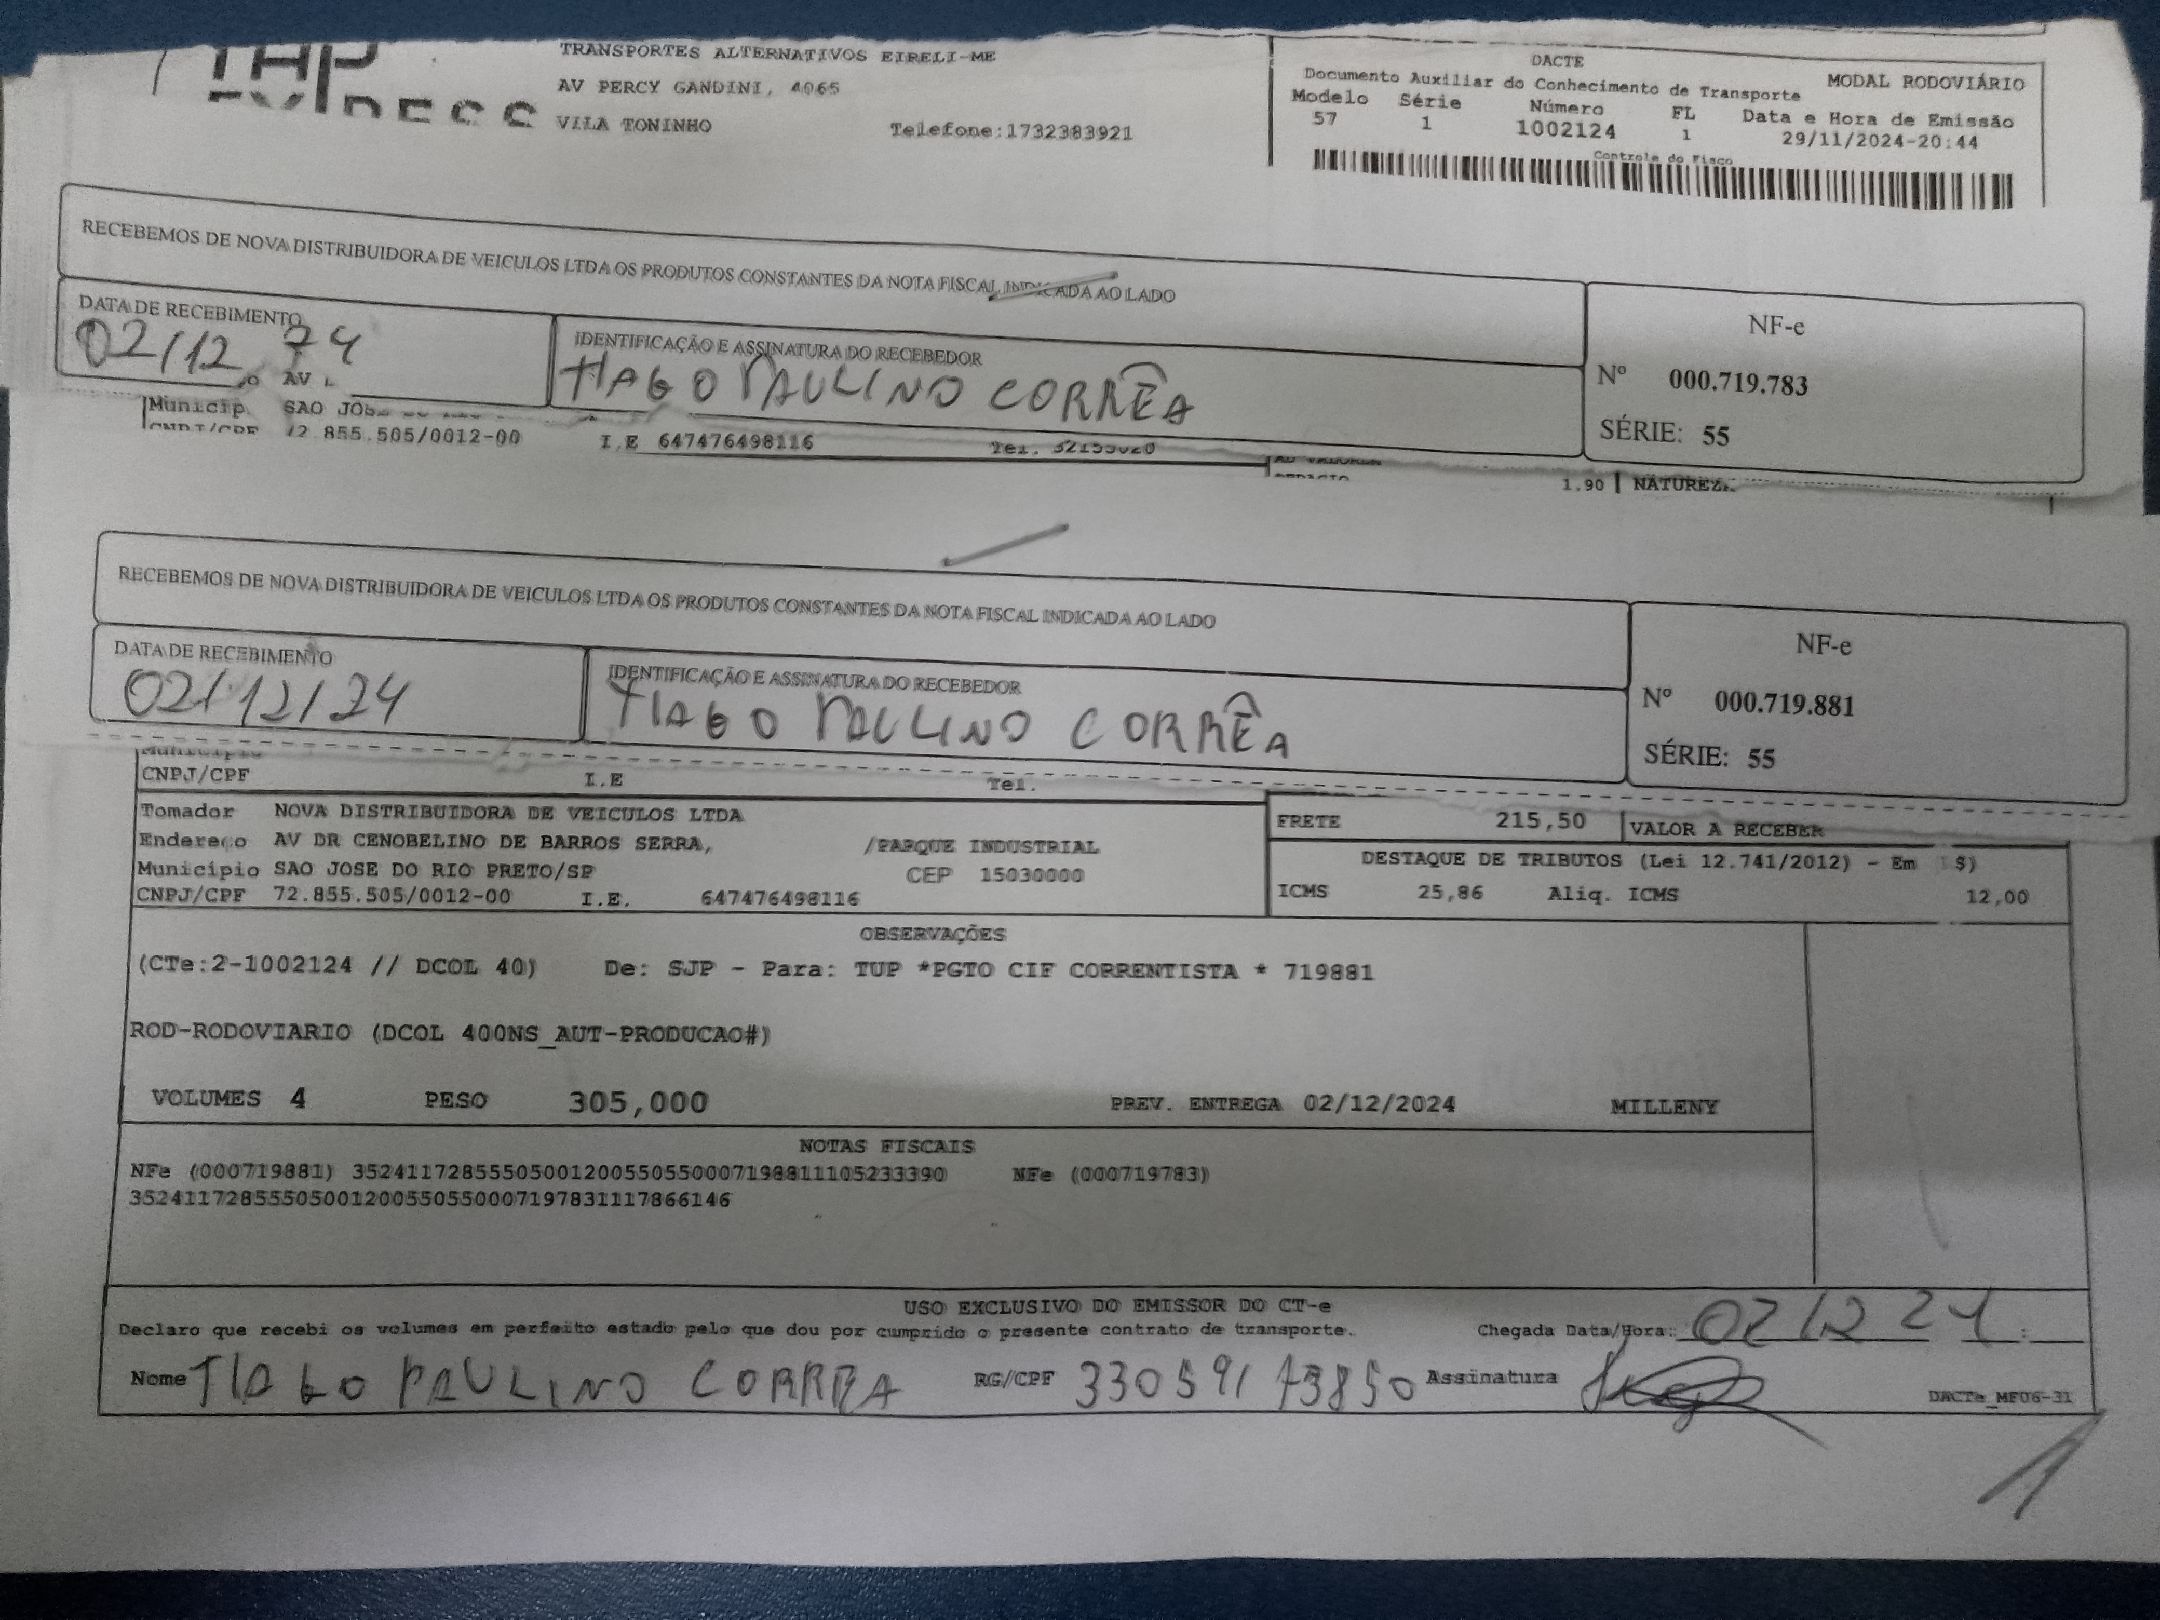 TRANSPORTES ALTERNATIVOS EIRELI-ME
AV PERCY GANDINI, 4065
VILA TONINHO Telefone:1732383921
DACTE
Documento Auxiliar do Conhecimento de Transporte MODAL RODOVIÁRIO
Modelo Série Número FL Data e Hora de Emissão
57 1 1002124 1 29/11/2024-20:44
Controle do Fisco
RECEBEMOS DE NOVA DISTRIBUIDORA DE VEICULOS LTDA OS PRODUTOS CONSTANTES DA NOTA FISCAL INDICADA AO LADO
DATA DE RECEBIMENTO
02/12 24
IDENTIFICAÇÃO E ASSINATURA DO RECEBEDOR
TIAGO PAULINO CORRÊA
NF-e
Nº 000.719.783
SÉRIE: 55
AV
SAO
72.855.505/0012-00 I.E 647476498116 Tel.
1.90
RECEBEMOS DE NOVA DISTRIBUIDORA DE VEICULOS LTDA OS PRODUTOS CONSTANTES DA NOTA FISCAL INDICADA AO LADO
DATA DE RECEBIMENTO
02/12/24
IDENTIFICAÇÃO E ASSINATURA DO RECEBEDOR
TIAGO PAULINO CORRÊA
NF-e
Nº 000.719.881
SÉRIE: 55
CNPJ/CPF I.E Tel.
Tomador NOVA DISTRIBUIDORA DE VEICULOS LTDA
Endereço AV DR CENOBELINO DE BARROS SERRA, /PARQUE INDUSTRIAL
Município SAO JOSE DO RIO PRETO/SP CEP 15030000
CNPJ/CPF 72.855.505/0012-00 I.E. 647476498116
FRETE 215,50 VALOR A RECEBER
DESTAQUE DE TRIBUTOS (Lei 12.741/2012) - Em $)
ICMS 25,86 Aliq. ICMS 12,00
OBSERVAÇÕES
(CTe:2-1002124 // DCOL 40) De: SJP - Para: TUP *PGTO CIF CORRENTISTA * 719881
ROD-RODOVIARIO (DCOL 400NS_AUT-PRODUCAO#)
VOLUMES 4 PESO 305,000 PREV. ENTREGA 02/12/2024 MILLENY
NOTAS FISCAIS
NFe (000719881) 35241172855505001200550550007198811105233390 NFe (000719783)
35241172855505001200550550007197831117866146
USO EXCLUSIVO DO EMISSOR DO CT-e
Declaro que recebi os volumes em perfeito estado pelo que dou por cumprido o presente contrato de transporte. Chegada Data/Hora: 02/12 24 :
Nome TIAGO PAULINO CORREA RG/CPF 33059173850 Assinatura
DACTe_MF06-31